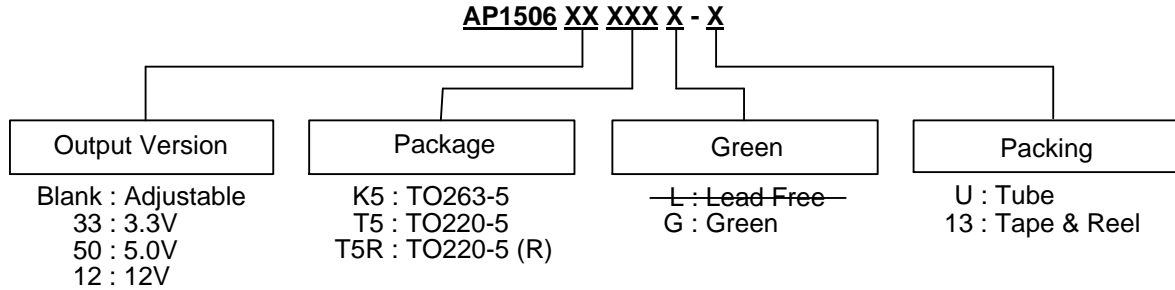 AP1506 XX XXX X - X
Output Version
Blank : Adjustable
33 : 3.3V
50 : 5.0V
12 : 12V
Package
K5 : TO263-5
T5 : TO220-5
T5R : TO220-5 (R)
Green
L : Lead Free
G : Green
Packing
U : Tube
13 : Tape & Reel